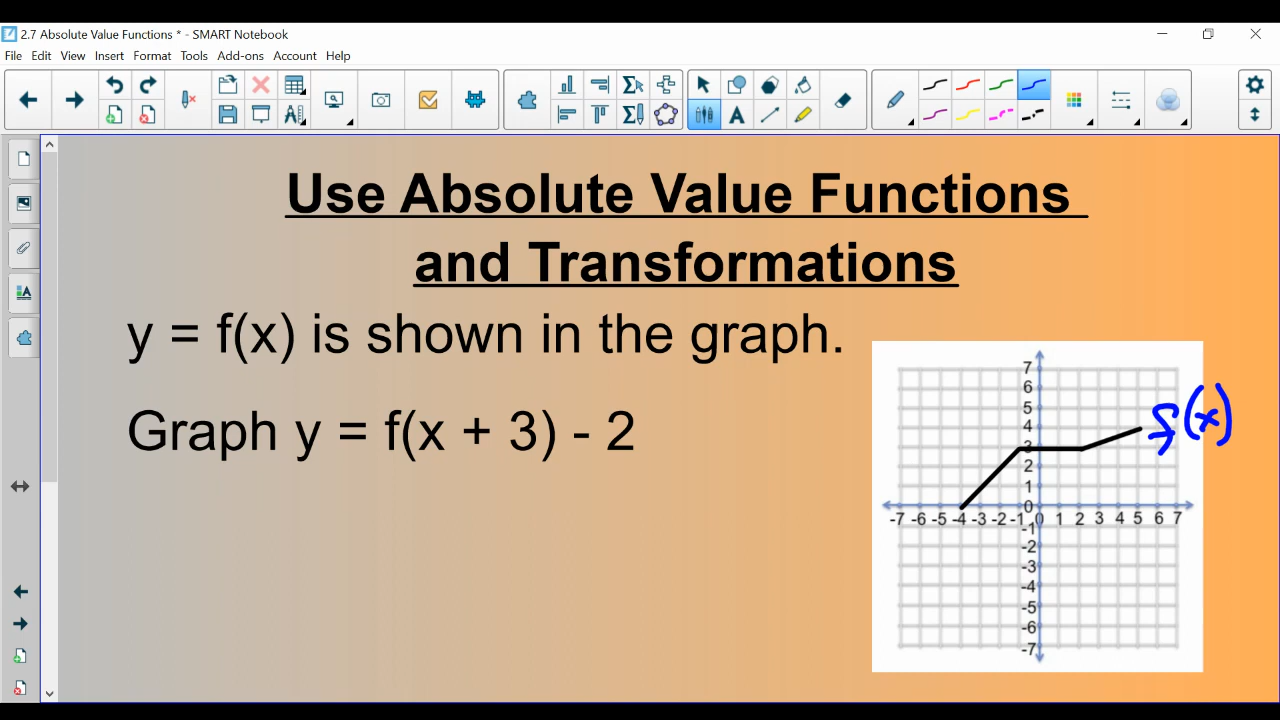 2.7 Absolute Value Functions * - SMART Notebook
File Edit View Insert Format Tools Add-ons Account Help
Use Absolute Value Functions
and Transformations
y = f(x) is shown in the graph.
Graph y = f(x + 3) - 2
7
6
5
4
3
2
1
0
-7 -6 -5 -4 -3 -2 -1 0 1 2 3 4 5 6 7
-1
-2
-3
-4
-5
-6
-7
f(x)